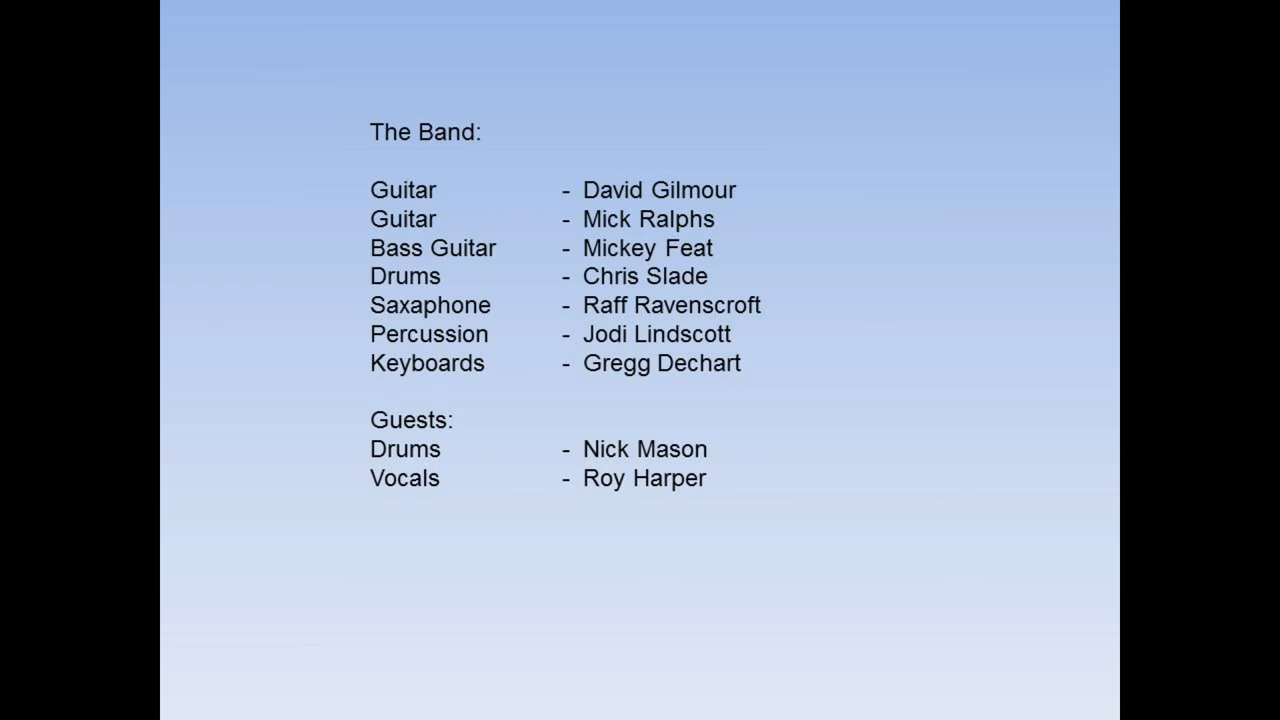 The Band:
Guitar - David Gilmour
Guitar - Mick Ralphs
Bass Guitar - Mickey Feat
Drums - Chris Slade
Saxaphone - Raff Ravenscroft
Percussion - Jodi Lindscott
Keyboards - Gregg Dechart
Guests:
Drums - Nick Mason
Vocals - Roy Harper